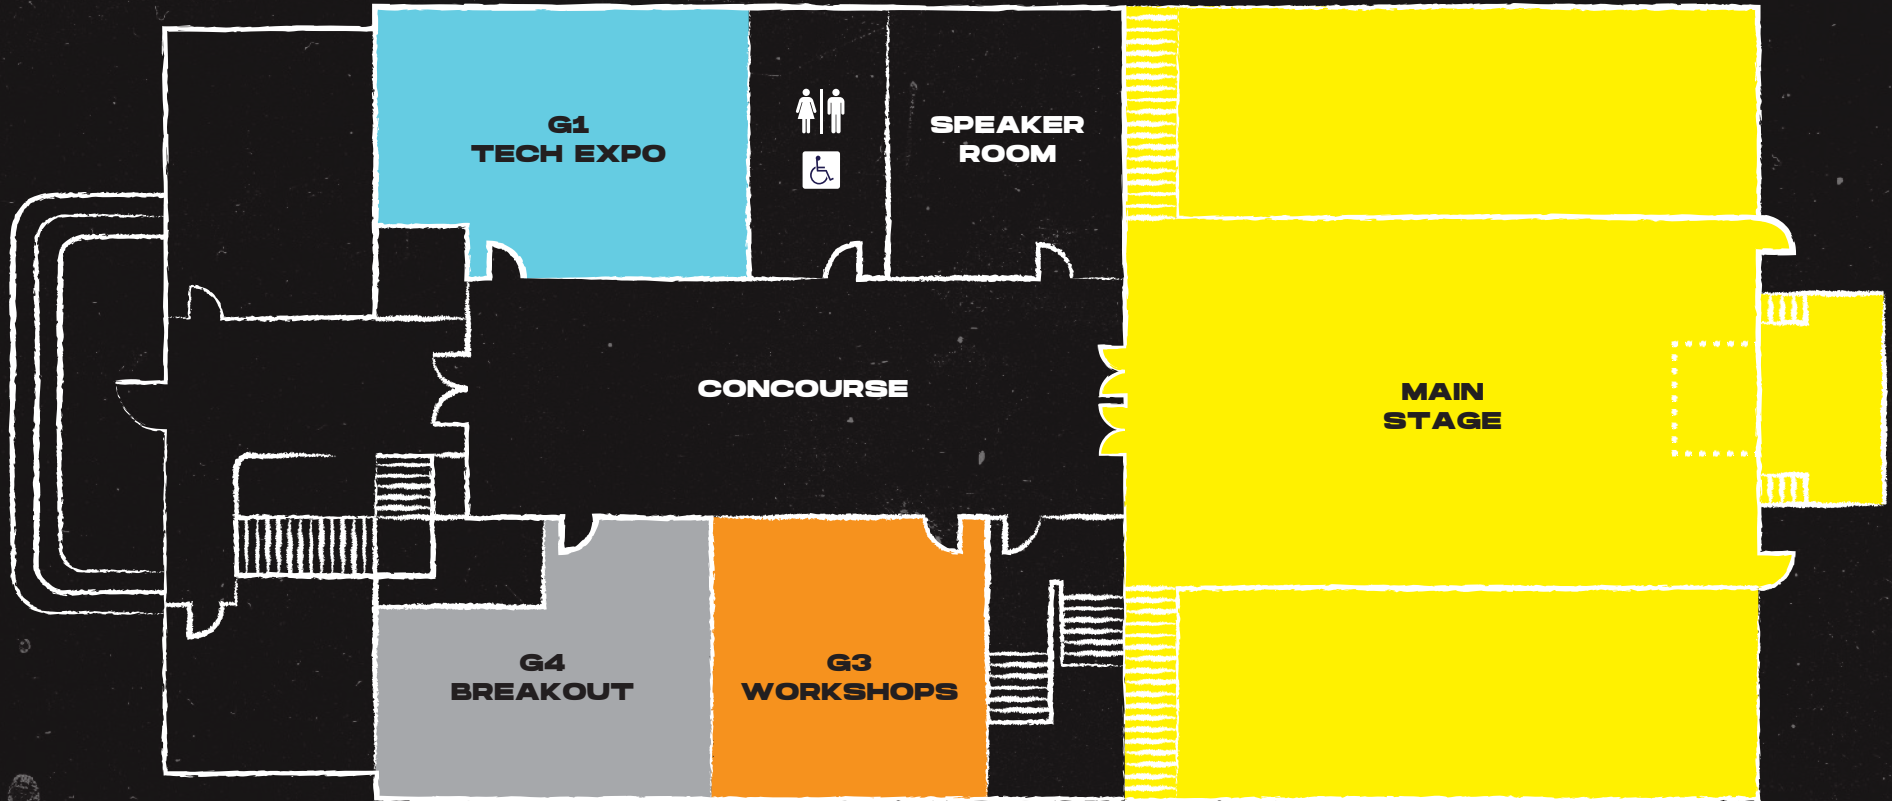 G1
TECH EXPO
SPEAKER
ROOM
CONCOURSE
MAIN
STAGE
G4
BREAKOUT
G3
WORKSHOPS